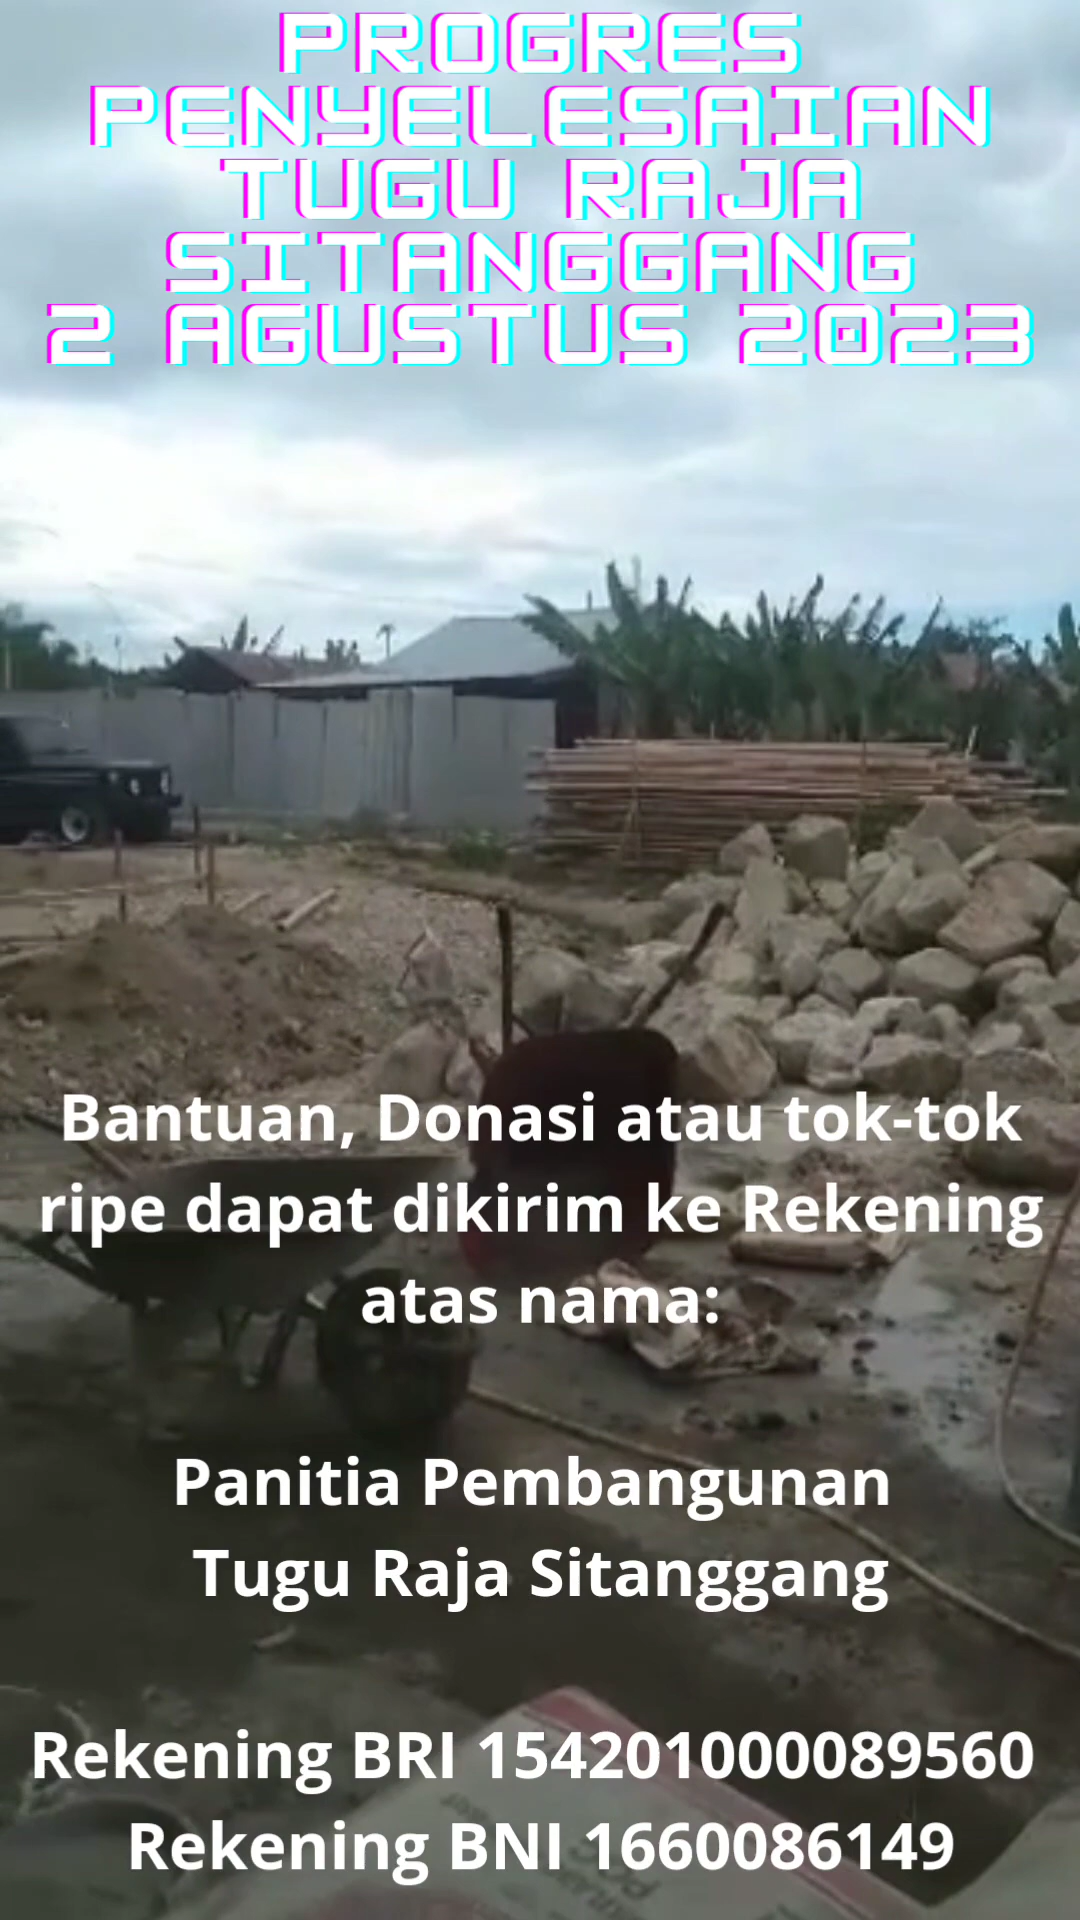 PROGRES
PENYELESAIAN
TUGU RAJA
SITANGGANG
2 AGUSTUS 2023
Bantuan, Donasi atau tok-tok
ripe dapat dikirim ke Rekening
atas nama:
Panitia Pembangunan
Tugu Raja Sitanggang
Rekening BRI 154201000089560
Rekening BNI 1660086149